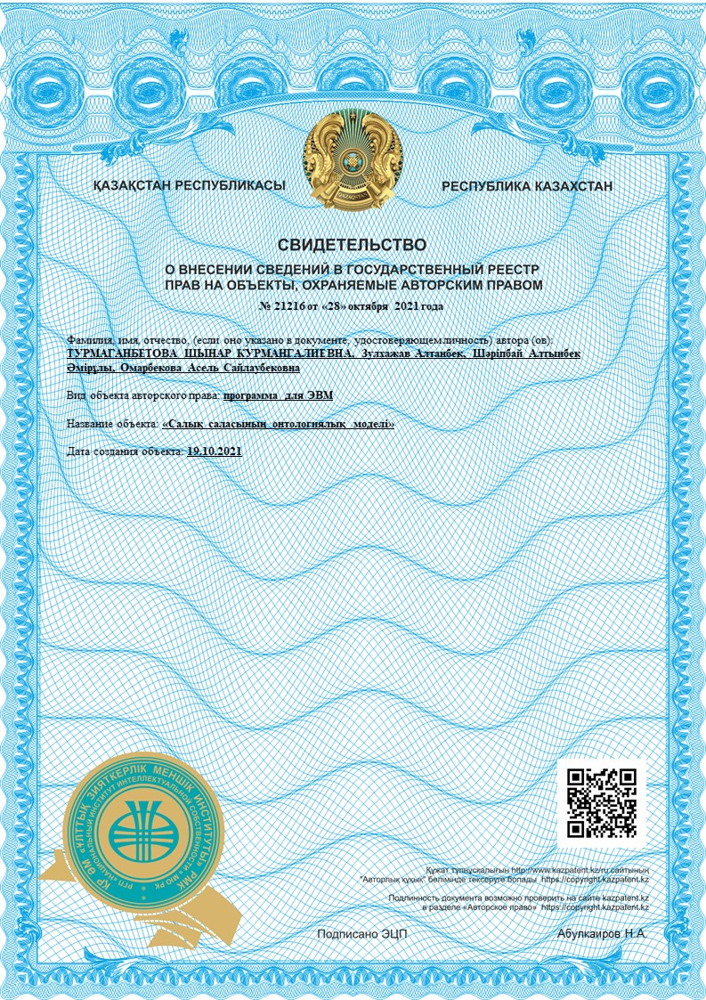 ҚАЗАҚСТАН РЕСПУБЛИКАСЫ
РЕСПУБЛИКА КАЗАХСТАН
ҚАЗАҚСТАН
СВИДЕТЕЛЬСТВО
О ВНЕСЕНИИ СВЕДЕНИЙ В ГОСУДАРСТВЕННЫЙ РЕЕСТР
ПРАВ НА ОБЪЕКТЫ, ОХРАНЯЕМЫЕ АВТОРСКИМ ПРАВОМ
№ 21216 от «28» октября 2021 года
Фамилия, имя, отчество, (если оно указано в документе, удостоверяющем личность) автора (ов):
ТУРМАГАНБЕТОВА ШЫНАР КУРМАНГАЛИЕВНА, Зулхажав Алтанбек, Шәріпбай Алтынбек
Әмірұлы, Омарбекова Асель Сайлаубековна
Вид объекта авторского права: программа для ЭВМ
Название объекта: «Салық саласының онтологиялық моделі»
Дата создания объекта: 19.10.2021
ҚР ӘМ «ҰЛТТЫҚ ЗИЯТКЕРЛІК МЕНШІК ИНСТИТУТЫ» РМК
РГП «НАЦИОНАЛЬНЫЙ ИНСТИТУТ ИНТЕЛЛЕКТУАЛЬНОЙ СОБСТВЕННОСТИ» МЮ РК
Құжат түпнұсқалығын http://www.kazpatent.kz/ru сайтының
"Авторлық құқық" бөлімінде тексеруге болады https://copyright.kazpatent.kz
Подлинность документа возможно проверить на сайте kazpatent.kz
в разделе «Авторское право» https://copyright.kazpatent.kz
Подписано ЭЦП
Абулкаиров Н.А.